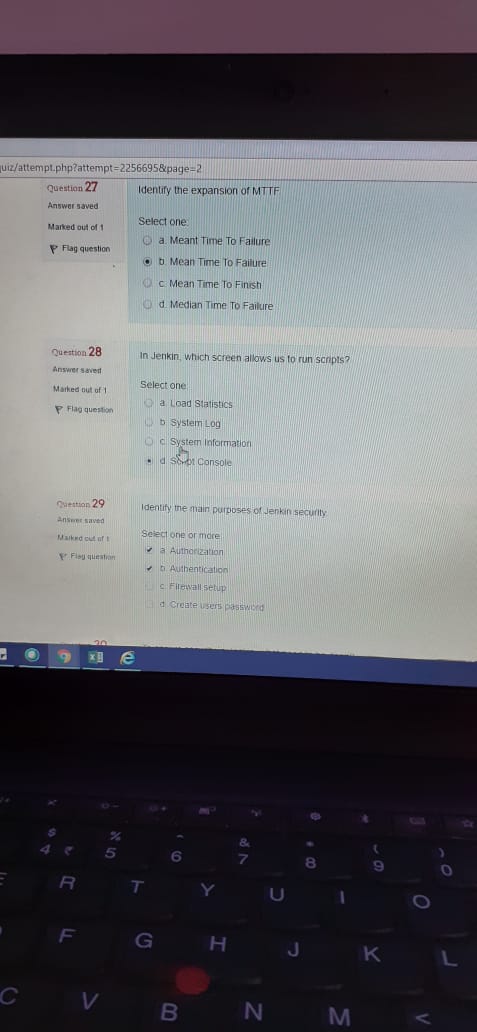 quiz/attempt.php?attempt=2256695&page=2
Question 27
Answer saved
Marked out of 1
Flag question
Identify the expansion of MTTF
Select one:
a. Meant Time To Failure
b. Mean Time To Failure
c. Mean Time To Finish
d. Median Time To Failure
Question 28
Answer saved
Marked out of 1
Flag question
In Jenkin, which screen allows us to run scripts?
Select one:
a. Load Statistics
b. System Log
c. System Information
d. Script Console
Question 29
Answer saved
Marked out of 1
Flag question
Identify the main purposes of Jenkin security.
Select one or more:
a. Authorization
b. Authentication
c. Firewall setup
d. Create users password
$ % ^ & * ( )
4 ₹ 5 6 7 8 9 0
E R T Y U I O
F G H J K L
C V B N M <